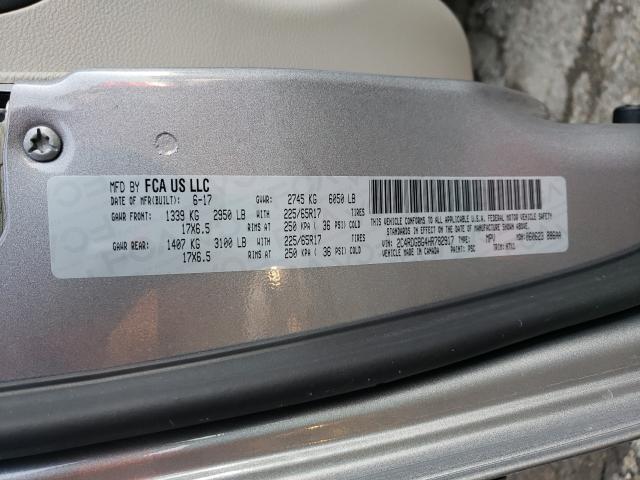 MFD BY FCA US LLC
DATE OF MFR(BUILT): 6-17 GVWR: 2745 KG 6050 LB
GAWR FRONT: 1339 KG 2950 LB WITH 225/65R17 TIRES
17X6.5 RIMS AT 250 KPA ( 36 PSI) COLD
GAWR REAR: 1407 KG 3100 LB WITH 225/65R17 TIRES
17X6.5 RIMS AT 250 KPA ( 36 PSI) COLD
THIS VEHICLE CONFORMS TO ALL APPLICABLE U.S.A. FEDERAL MOTOR VEHICLE SAFETY
STANDARDS IN EFFECT ON THE DATE OF MANUFACTURE SHOWN ABOVE.
VIN: 2C4RDGBG4HR782917 TYPE: MPV MDH:
VEHICLE MADE IN CANADA PAINT: PSC TRIM: